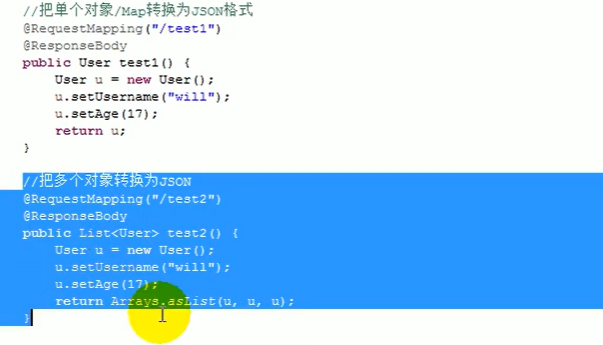 //把单个对象/Map转换为JSON格式
@RequestMapping("/test1")
@ResponseBody
public User test1() {
    User u = new User();
    u.setUsername("will");
    u.setAge(17);
    return u;
}
//把多个对象转换为JSON
@RequestMapping("/test2")
@ResponseBody
public List<User> test2() {
    User u = new User();
    u.setUsername("will");
    u.setAge(17);
    return Arrays.asList(u, u, u);
}